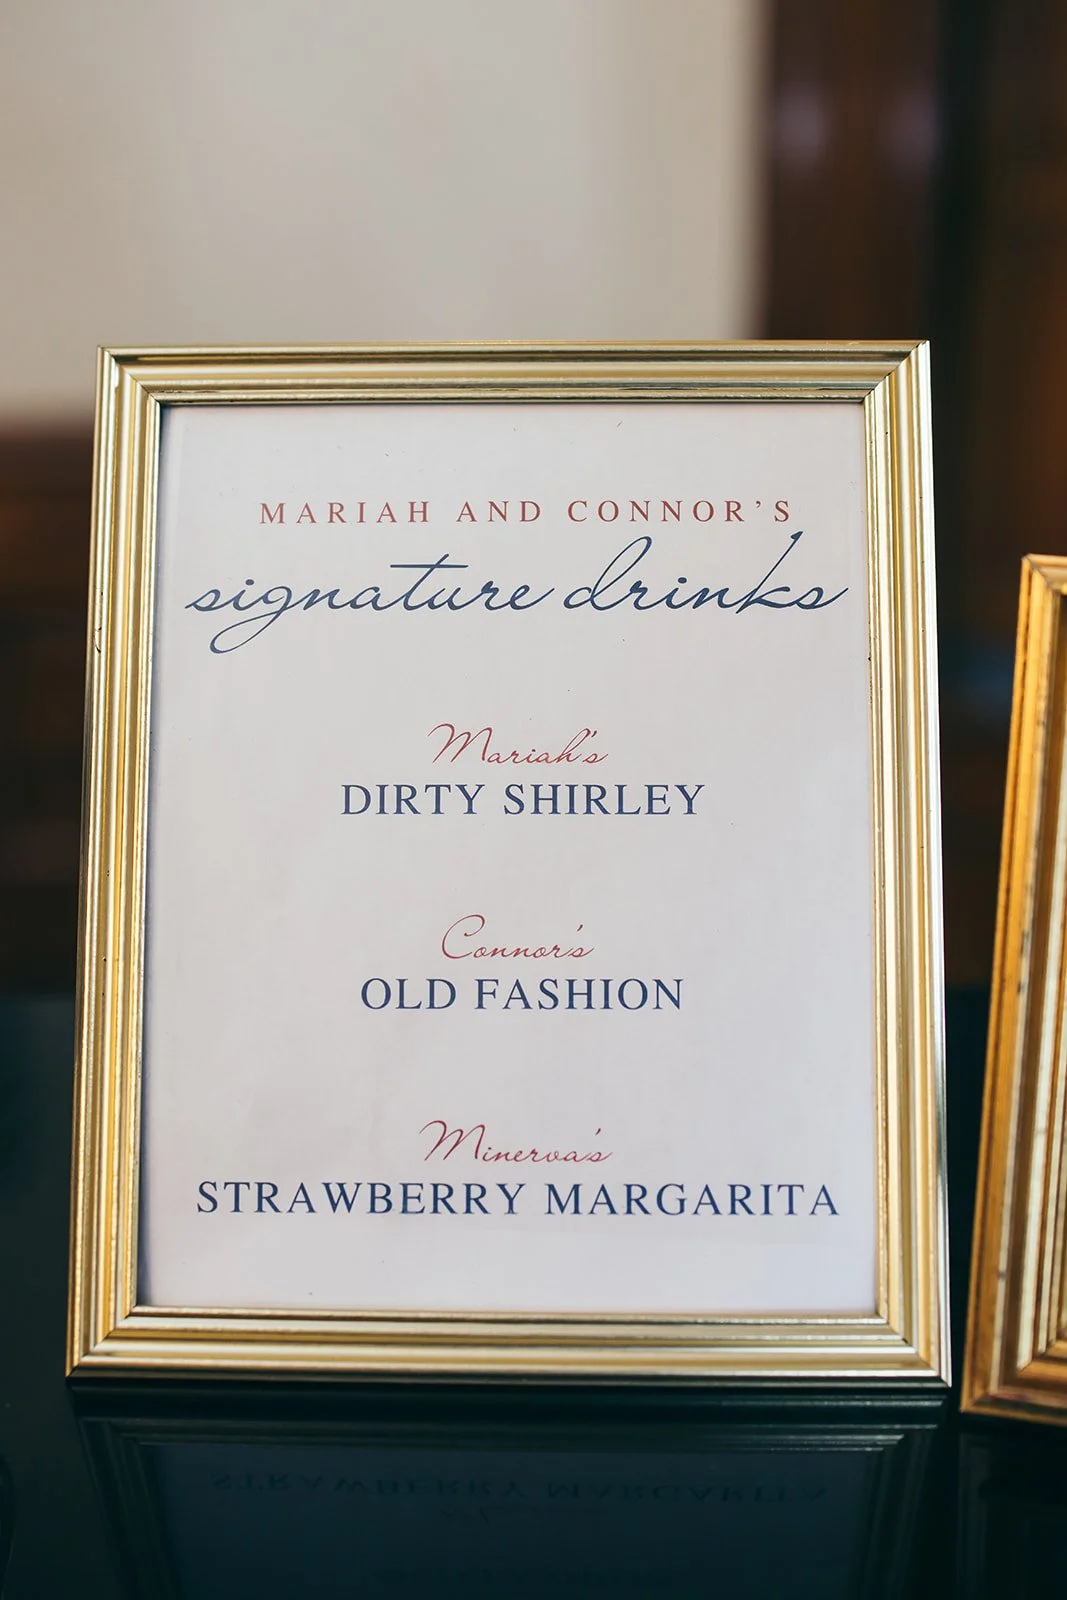 MARIAH AND CONNOR'S
signature drinks
Mariah's
DIRTY SHIRLEY
Connor's
OLD FASHION
Minerva's
STRAWBERRY MARGARITA